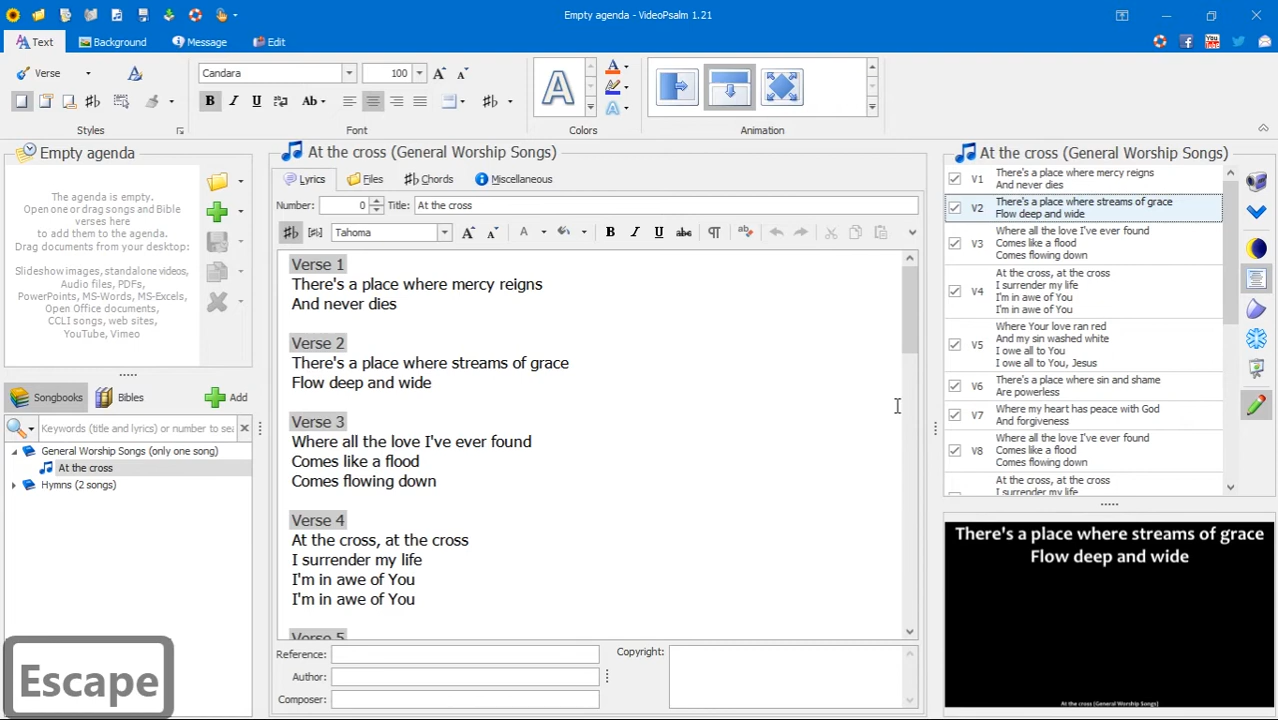 Empty agenda - VideoPsalm 1.21
Text
Background
Message
Edit
Verse
Candara
100
Ab
Styles
Font
Colors
Animation
Empty agenda
The agenda is empty.
Open one or drag songs and Bible
verses here
to add them to the agenda.
Drag documents from your desktop:
Slideshow images, standalone videos,
Audio files, PDFs,
PowerPoints, MS-Words, MS-Excels,
Open Office documents,
CCLI songs, web sites,
YouTube, Vimeo
Songbooks
Bibles
Add
Keywords (title and lyrics) or number to sea
General Worship Songs (only one song)
At the cross
Hymns (2 songs)
Escape
At the cross (General Worship Songs)
Lyrics
Files
Chords
Miscellaneous
Number:
0
Title:
At the cross
Tahoma
Verse 1
There's a place where mercy reigns
And never dies
Verse 2
There's a place where streams of grace
Flow deep and wide
Verse 3
Where all the love I've ever found
Comes like a flood
Comes flowing down
Verse 4
At the cross, at the cross
I surrender my life
I'm in awe of You
I'm in awe of You
Verse 5
Reference:
Author:
Composer:
Copyright:
At the cross (General Worship Songs)
V1
There's a place where mercy reigns
And never dies
V2
There's a place where streams of grace
Flow deep and wide
V3
Where all the love I've ever found
Comes like a flood
Comes flowing down
V4
At the cross, at the cross
I surrender my life
I'm in awe of You
I'm in awe of You
V5
Where Your love ran red
And my sin washed white
I owe all to You
I owe all to You, Jesus
V6
There's a place where sin and shame
Are powerless
V7
Where my heart has peace with God
And forgiveness
V8
Where all the love I've ever found
Comes like a flood
Comes flowing down
At the cross, at the cross
I surrender my life
There's a place where streams of grace
Flow deep and wide
At the cross (General Worship Songs)